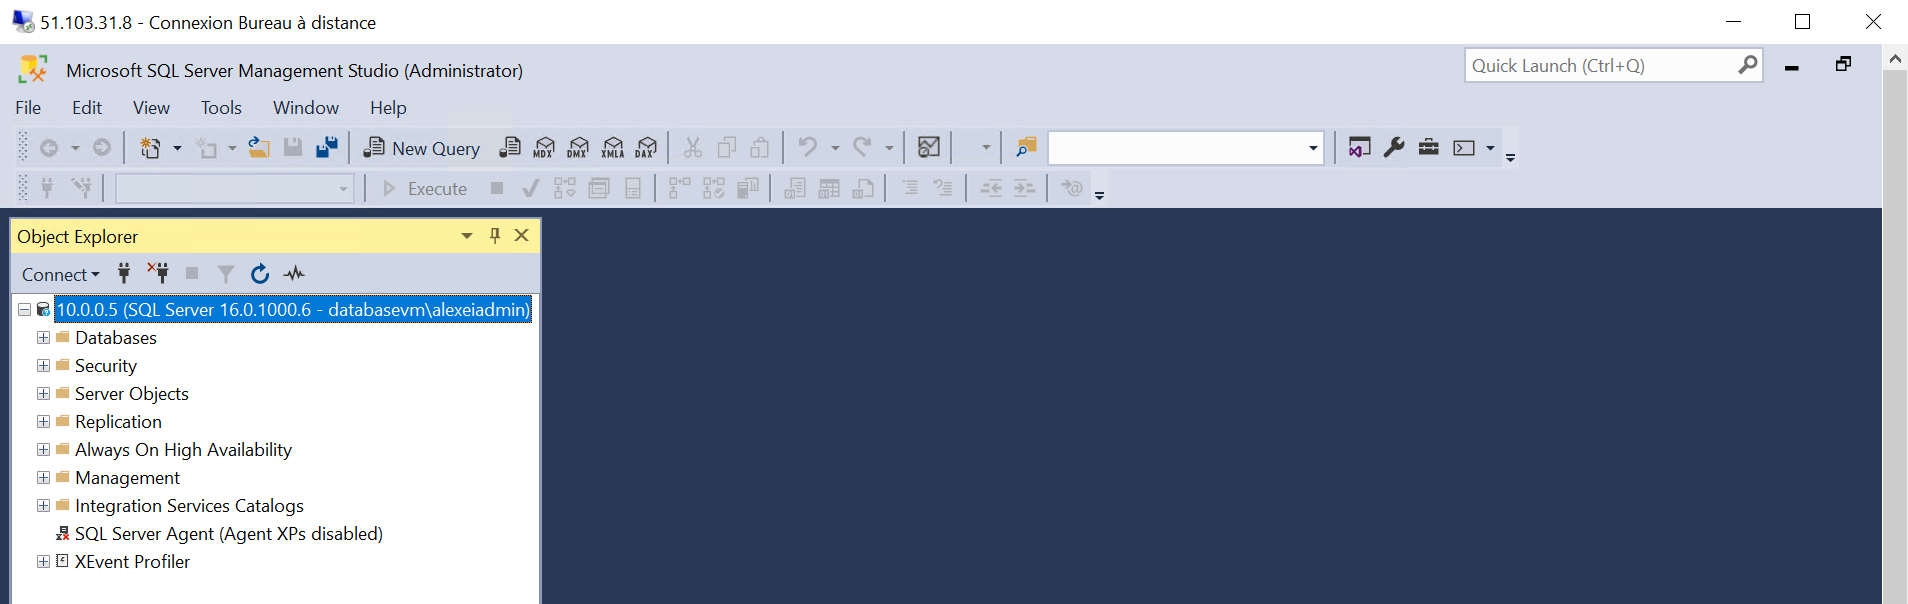 51.103.31.8 - Connexion Bureau à distance
Microsoft SQL Server Management Studio (Administrator)
Quick Launch (Ctrl+Q)
File Edit View Tools Window Help
New Query MDX DMX XMLA DAX
Execute
Object Explorer
Connect
10.0.0.5 (SQL Server 16.0.1000.6 - databasevm\alexeiadmin)
Databases
Security
Server Objects
Replication
Always On High Availability
Management
Integration Services Catalogs
SQL Server Agent (Agent XPs disabled)
XEvent Profiler